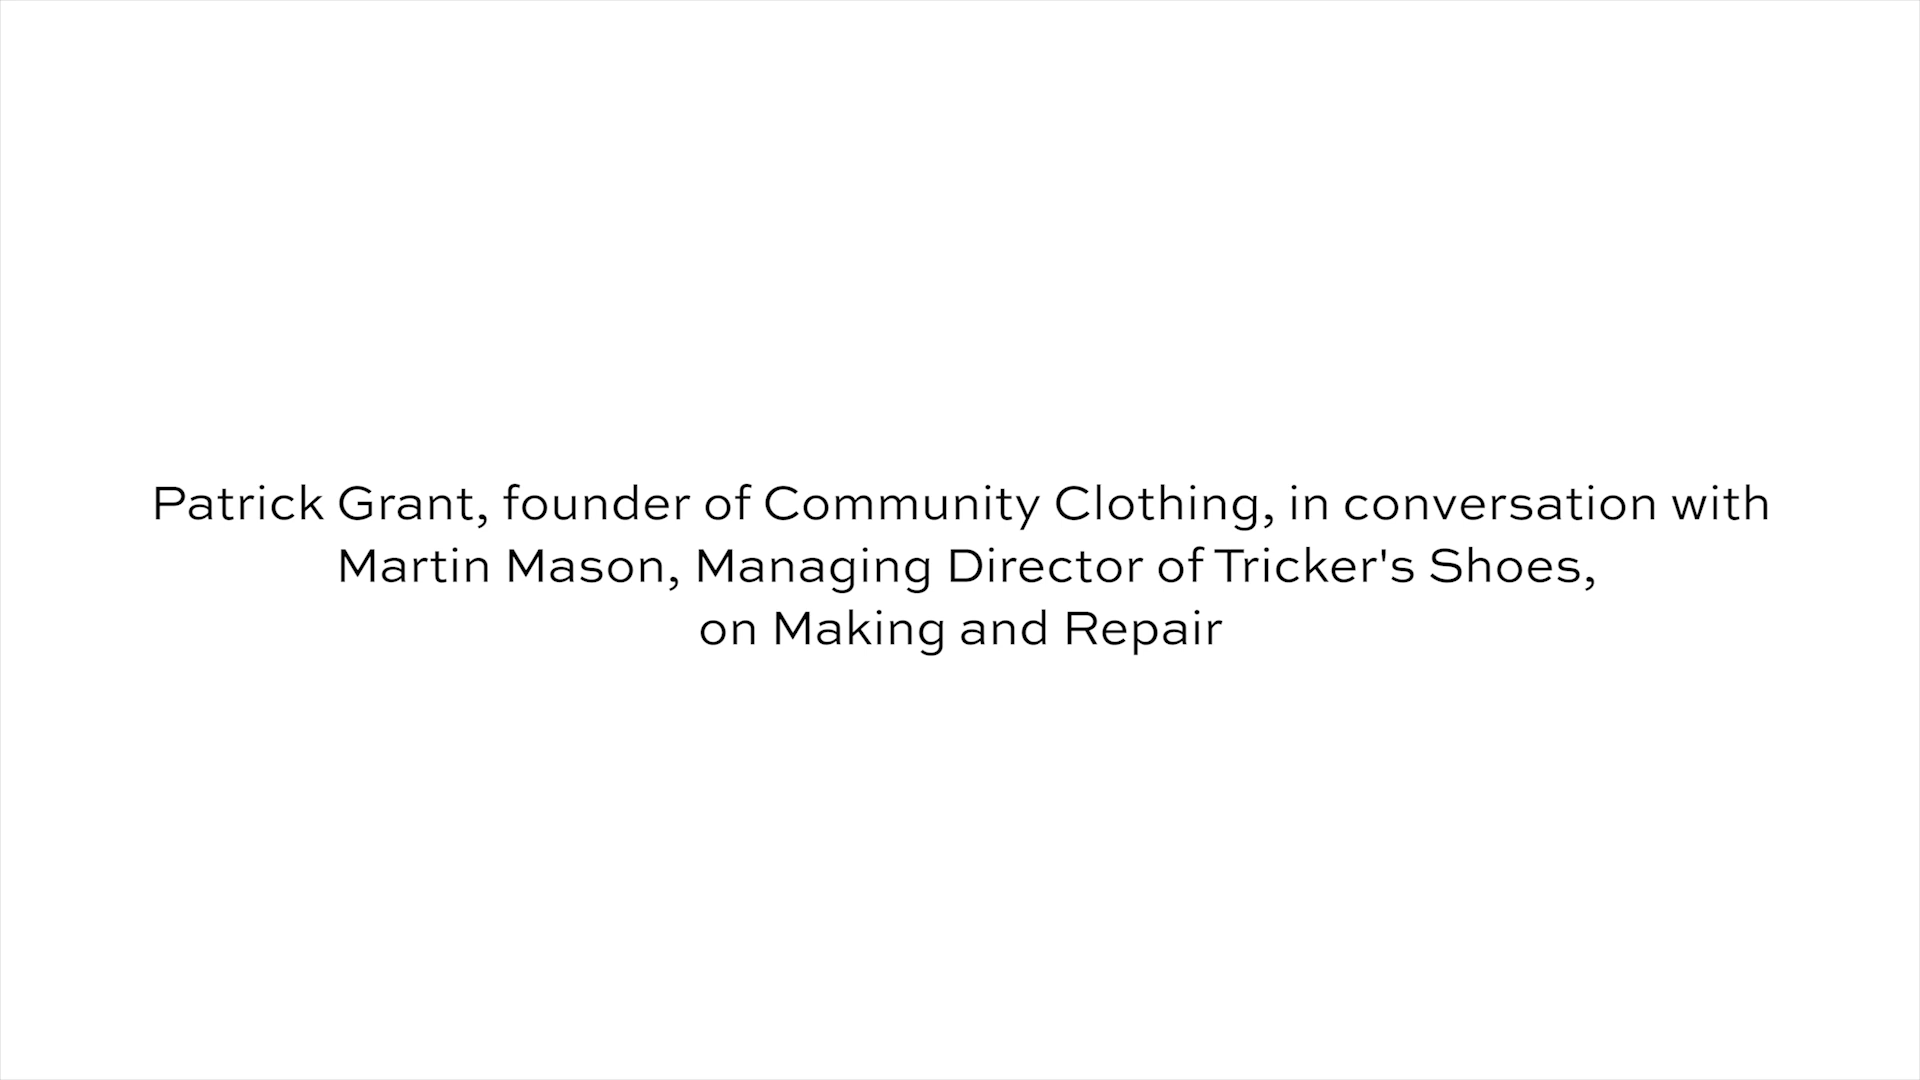 Patrick Grant, founder of Community Clothing, in conversation with
Martin Mason, Managing Director of Tricker's Shoes,
on Making and Repair